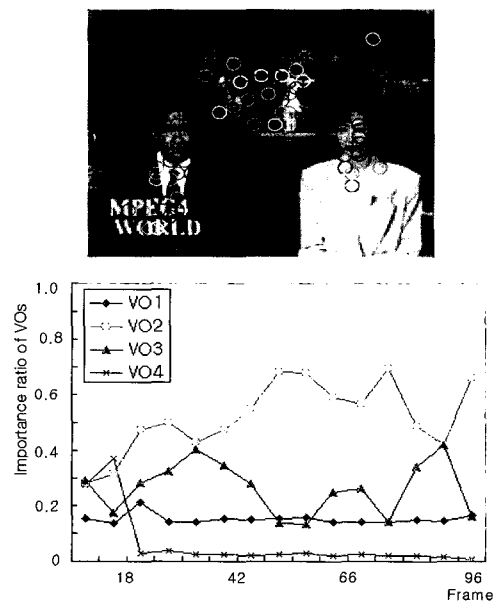 MPEG4
WORLD
1.0
0.8
0.6
0.4
0.2
0
Importance ratio of VOs
VO1
VO2
VO3
VO4
18
42
66
96
Frame